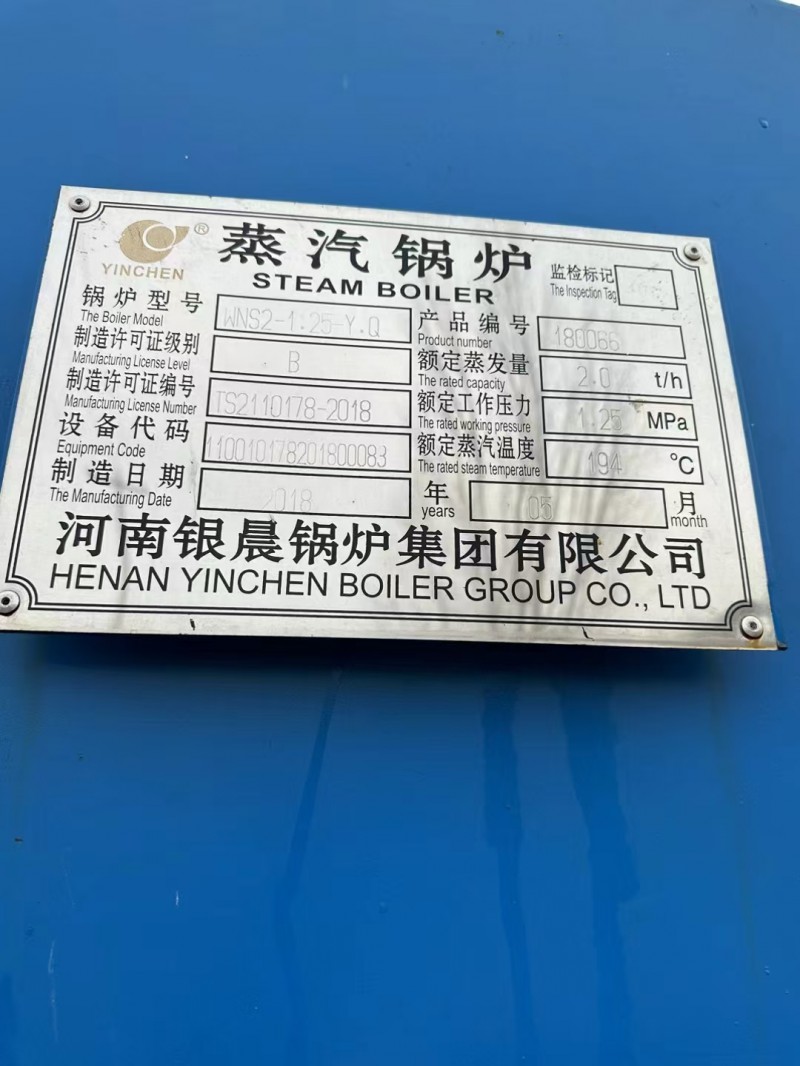 YINCHEN ®
蒸汽锅炉
STEAM BOILER
监检标记
The Inspection Tag
锅炉型号 WNS2-1.25-Y.Q
The Boiler Model
产品编号 180066
Product number
制造许可证级别 B
Manufacturing License Level
额定蒸发量 2.0 t/h
The rated capacity
制造许可证编号 TS2110178-2018
Manufacturing License Number
额定工作压力 1.25 MPa
The rated working pressure
设备代码 110010178201800083
Equipment Code
额定蒸汽温度 194 °C
The rated steam temperature
制造日期 2018 年 05 月
The Manufacturing Date years month
河南银晨锅炉集团有限公司
HENAN YINCHEN BOILER GROUP CO., LTD